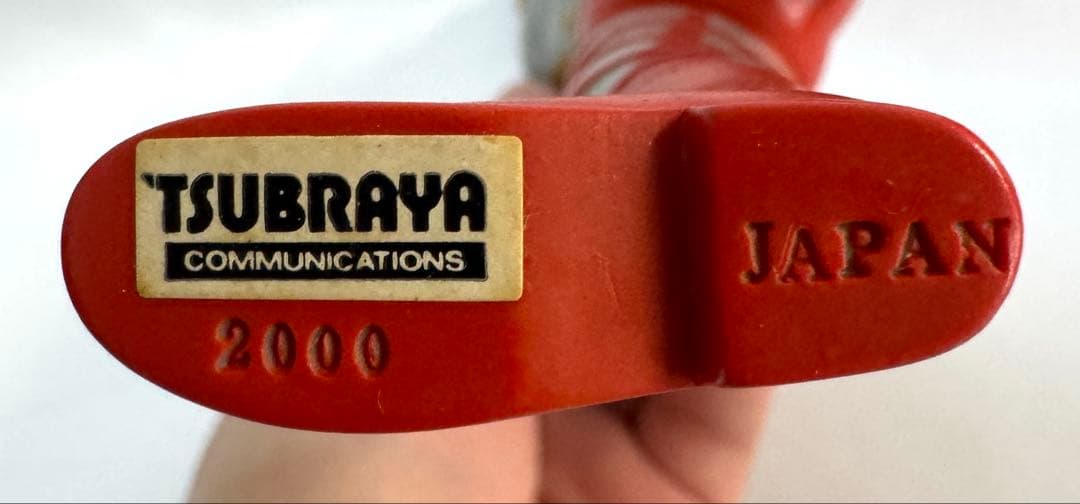 'TSUBRAYA
COMMUNICATIONS
2000
JAPAN